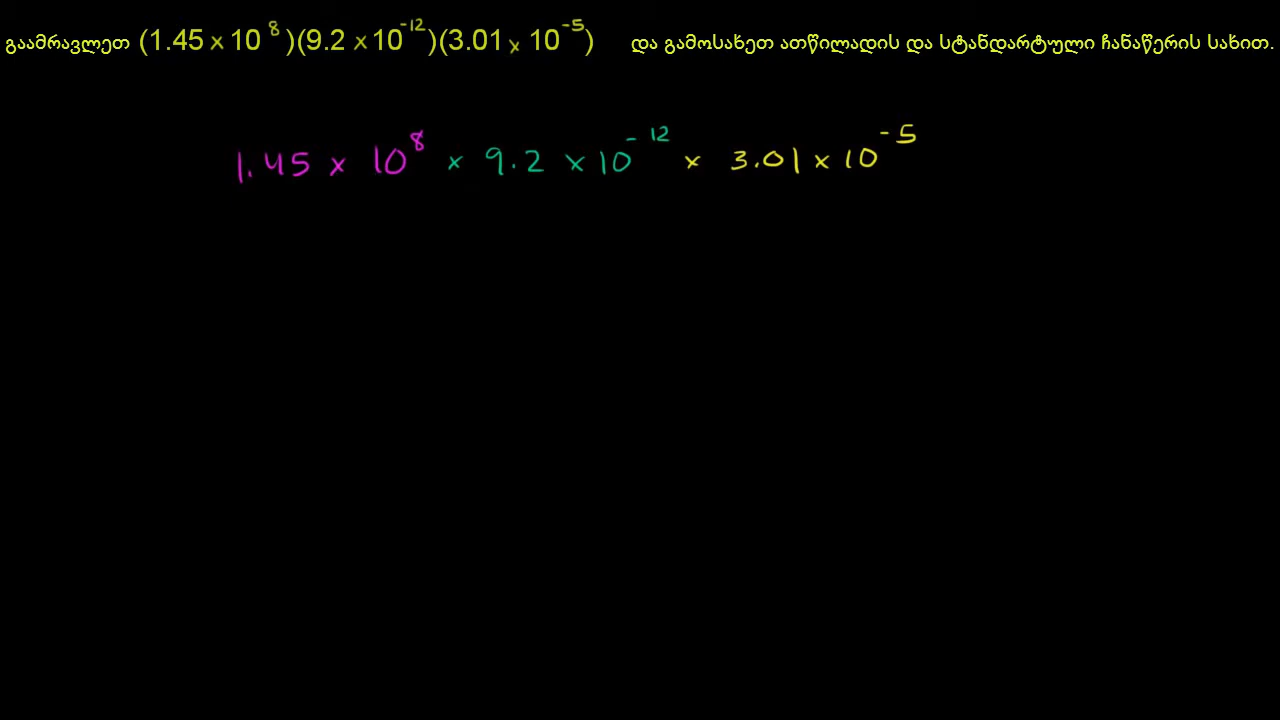 გაამრავლეთ (1.45 × 10⁸)(9.2 × 10⁻¹²)(3.01 × 10⁻⁵) და გამოსახეთ ათწილადის და სტანდარტული ჩანაწერის სახით.
1.45 × 10⁸ × 9.2 × 10⁻¹² × 3.01 × 10⁻⁵